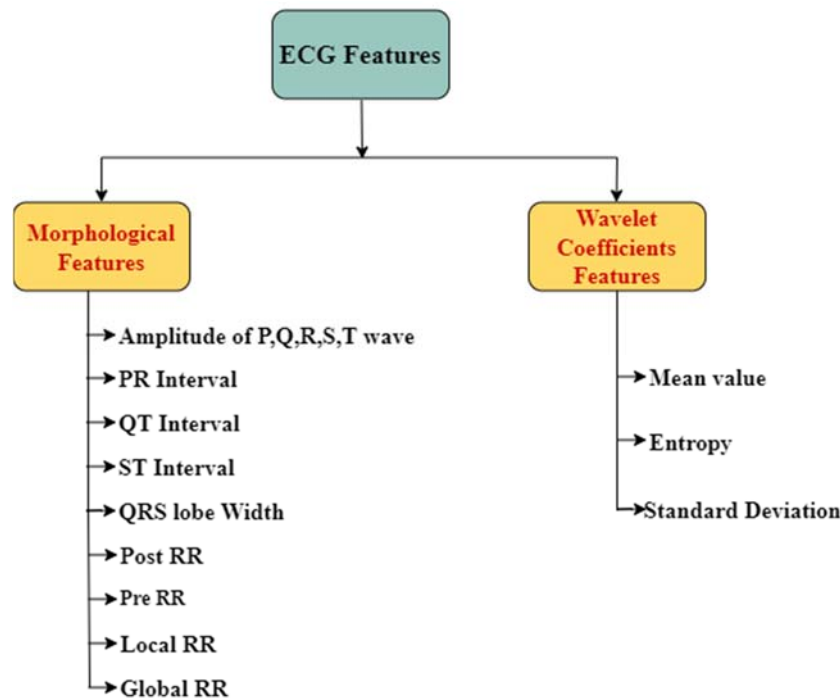 ECG Features
Morphological
Features
Amplitude of P,Q,R,S,T wave
PR Interval
QT Interval
ST Interval
QRS lobe Width
Post RR
Pre RR
Local RR
Global RR
Wavelet
Coefficients
Features
Mean value
Entropy
Standard Deviation